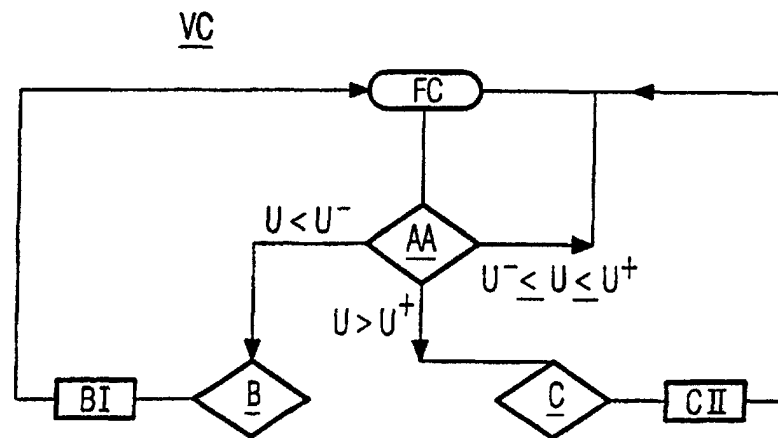 VC
FC
U < U⁻
AA
U⁻ ≤ U ≤ U⁺
U > U⁺
BI
B
C
CII